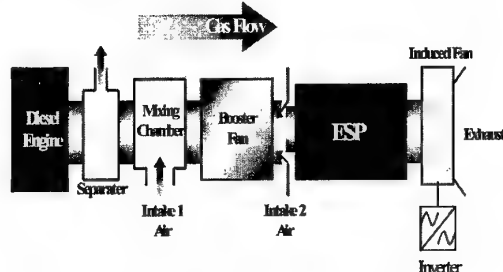 Gas Flow
Diesel
Engine
Separater
Mixing
Chamber
Intake 1
Air
Booster
Fan
Intake 2
Air
ESP
Induced Fan
Exhaust
Inverter